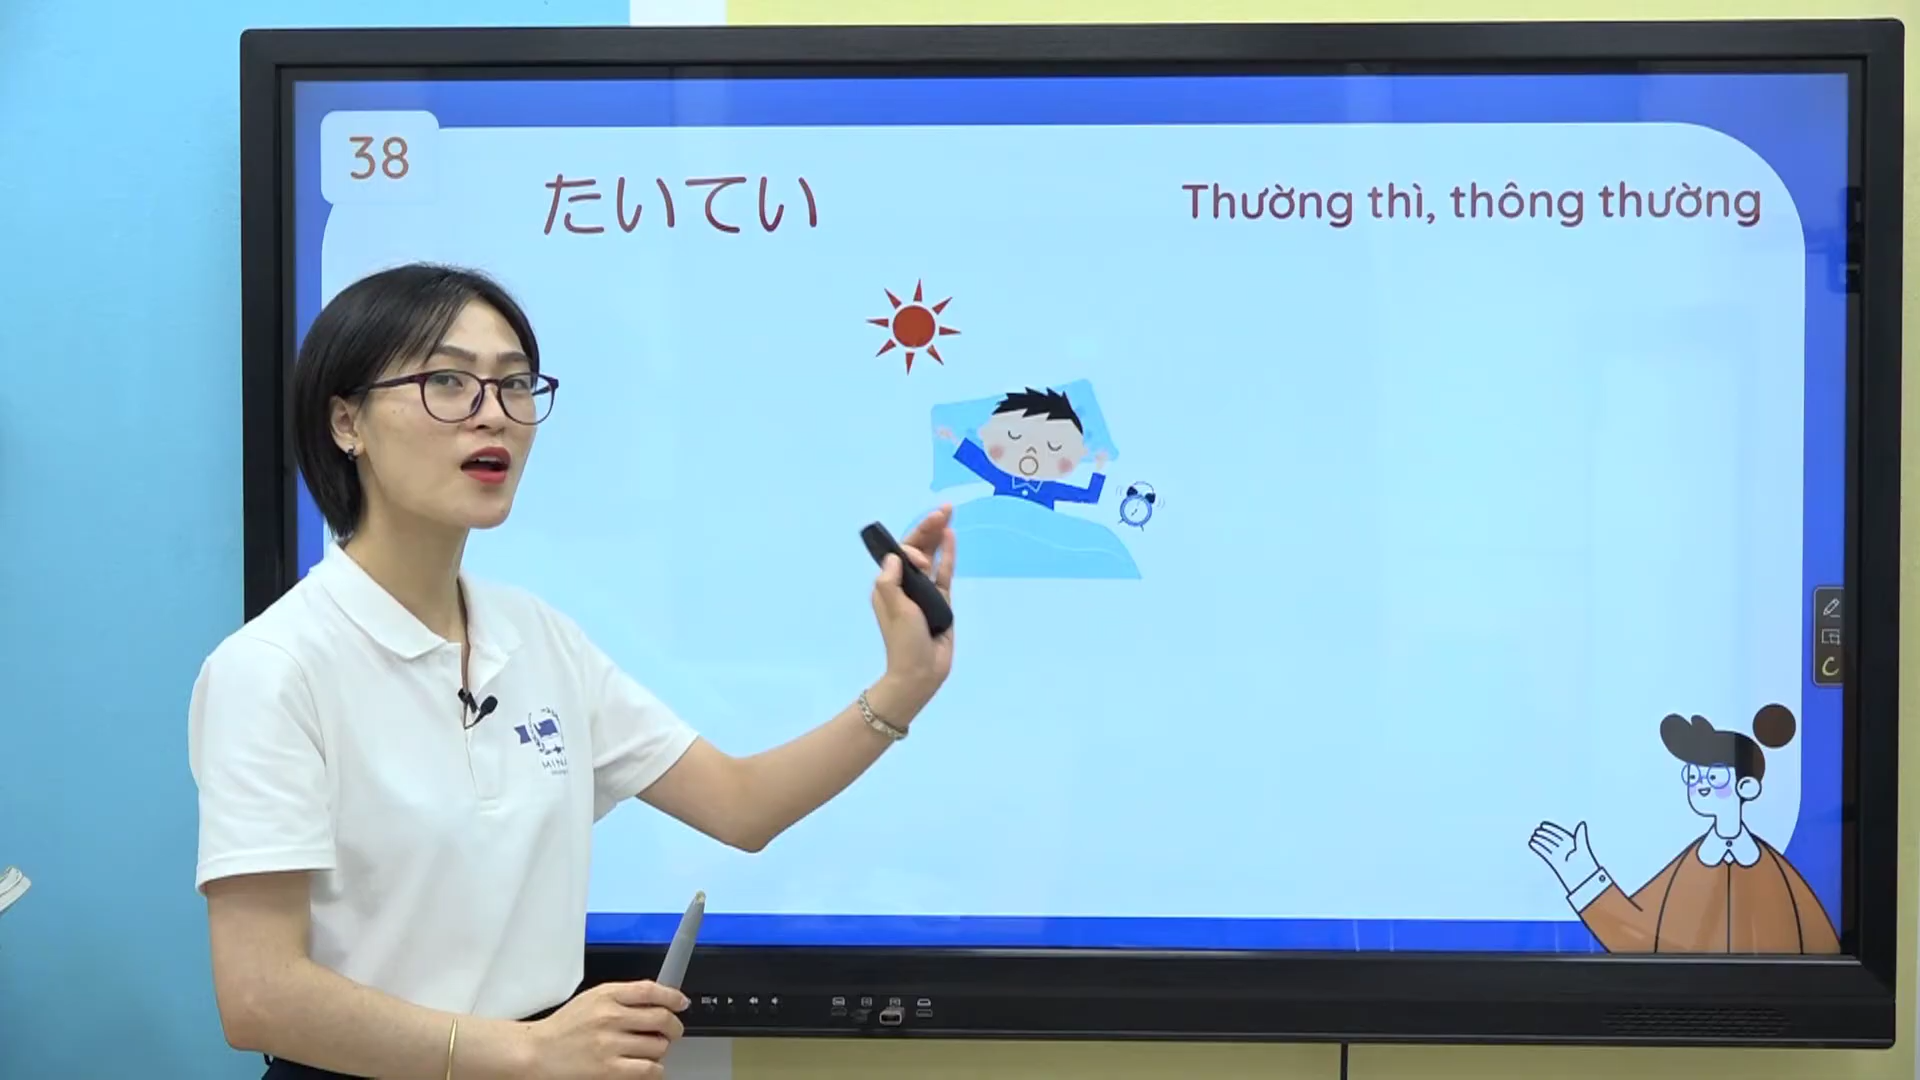 38
たいてい
Thường thì, thông thường